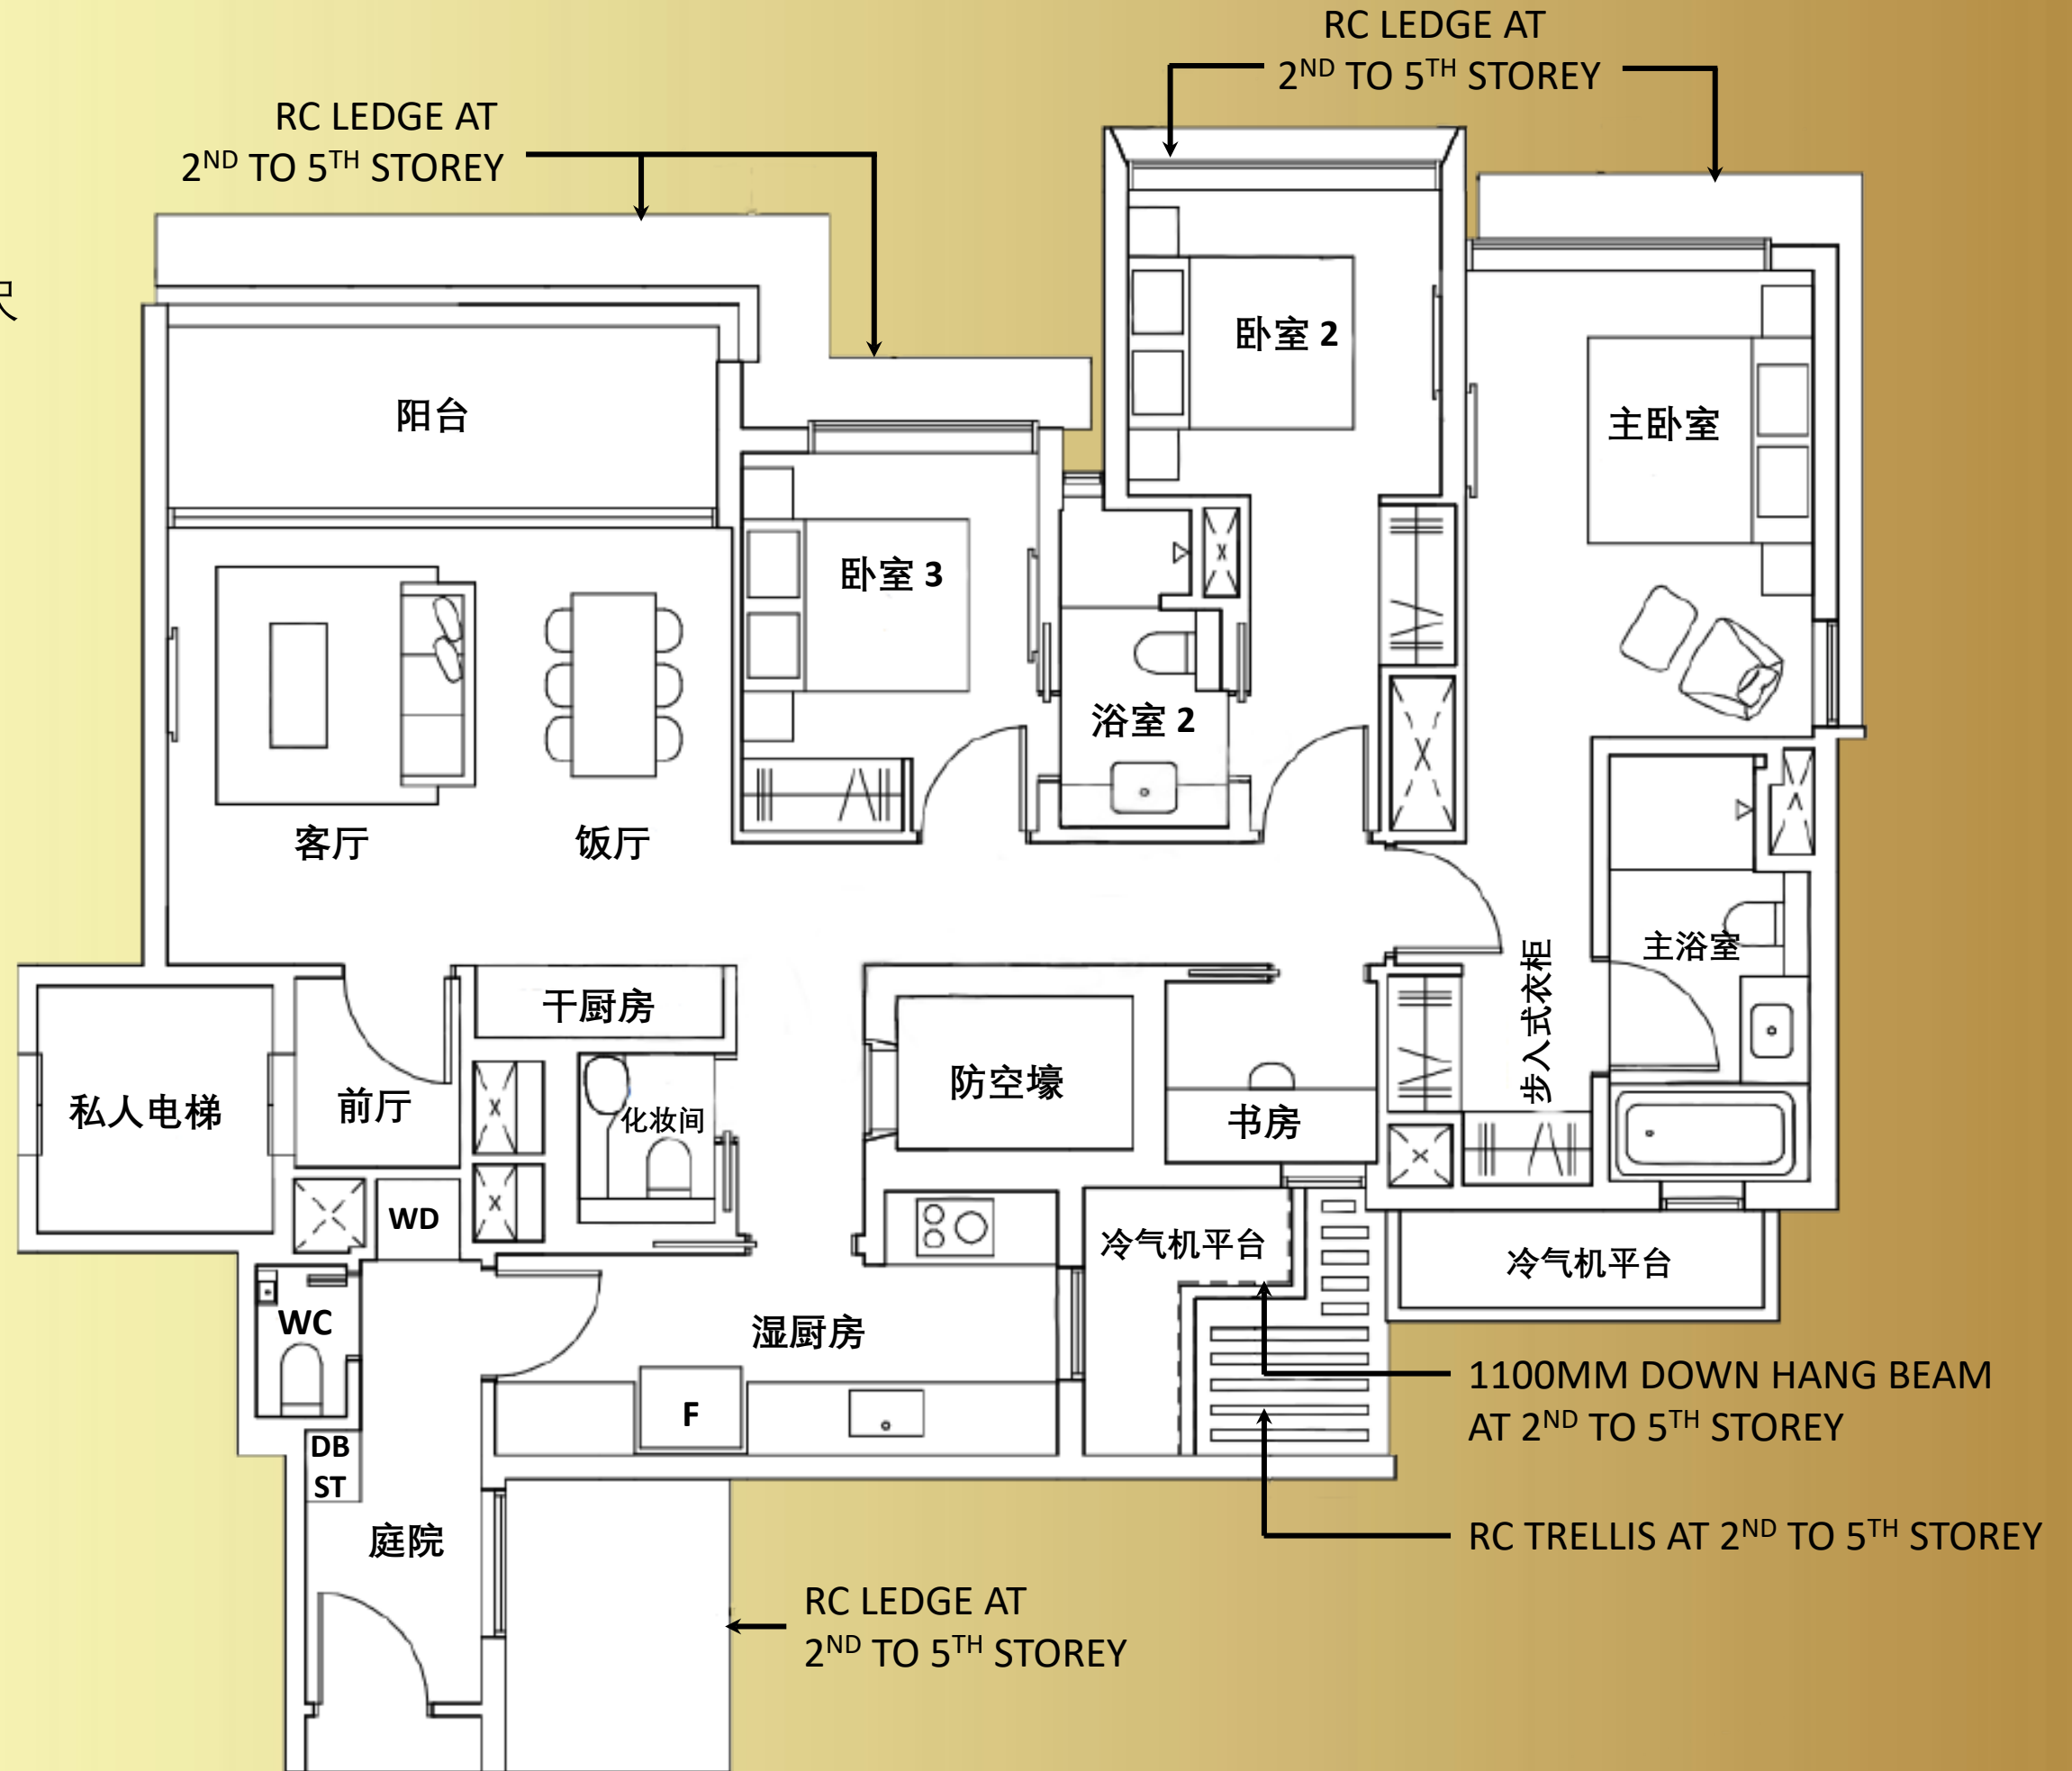 RC LEDGE AT
2ND TO 5TH STOREY
RC LEDGE AT
2ND TO 5TH STOREY
尺
卧室 2
阳台
主卧室
卧室 3
浴室 2
客厅
饭厅
主浴室
步入式衣柜
干厨房
私人电梯
前厅
化妆间
防空壕
书房
WD
冷气机平台
冷气机平台
WC
湿厨房
1100MM DOWN HANG BEAM
AT 2ND TO 5TH STOREY
F
DB
ST
庭院
RC TRELLIS AT 2ND TO 5TH STOREY
RC LEDGE AT
2ND TO 5TH STOREY